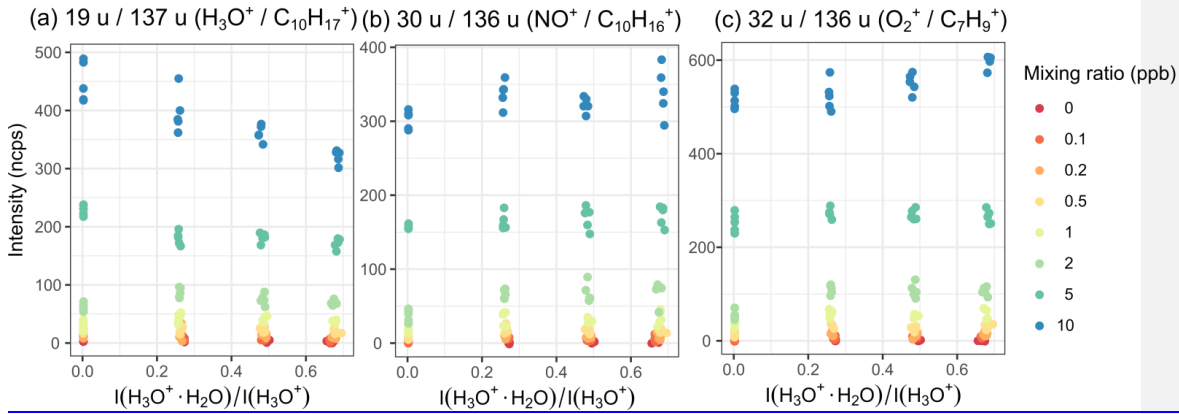 (a) 19 u / 137 u (H₃O⁺ / C₁₀H₁₇⁺) (b) 30 u / 136 u (NO⁺ / C₁₀H₁₆⁺) (c) 32 u / 136 u (O₂⁺ / C₇H₉⁺)
Intensity (ncps)
500
400
300
200
100
0
0.0 0.2 0.4 0.6
I(H₃O⁺·H₂O)/I(H₃O⁺)
400
300
200
100
0
0.0 0.2 0.4 0.6
I(H₃O⁺·H₂O)/I(H₃O⁺)
600
400
200
0
0.0 0.2 0.4 0.6
I(H₃O⁺·H₂O)/I(H₃O⁺)
Mixing ratio (ppb)
0
0.1
0.2
0.5
1
2
5
10